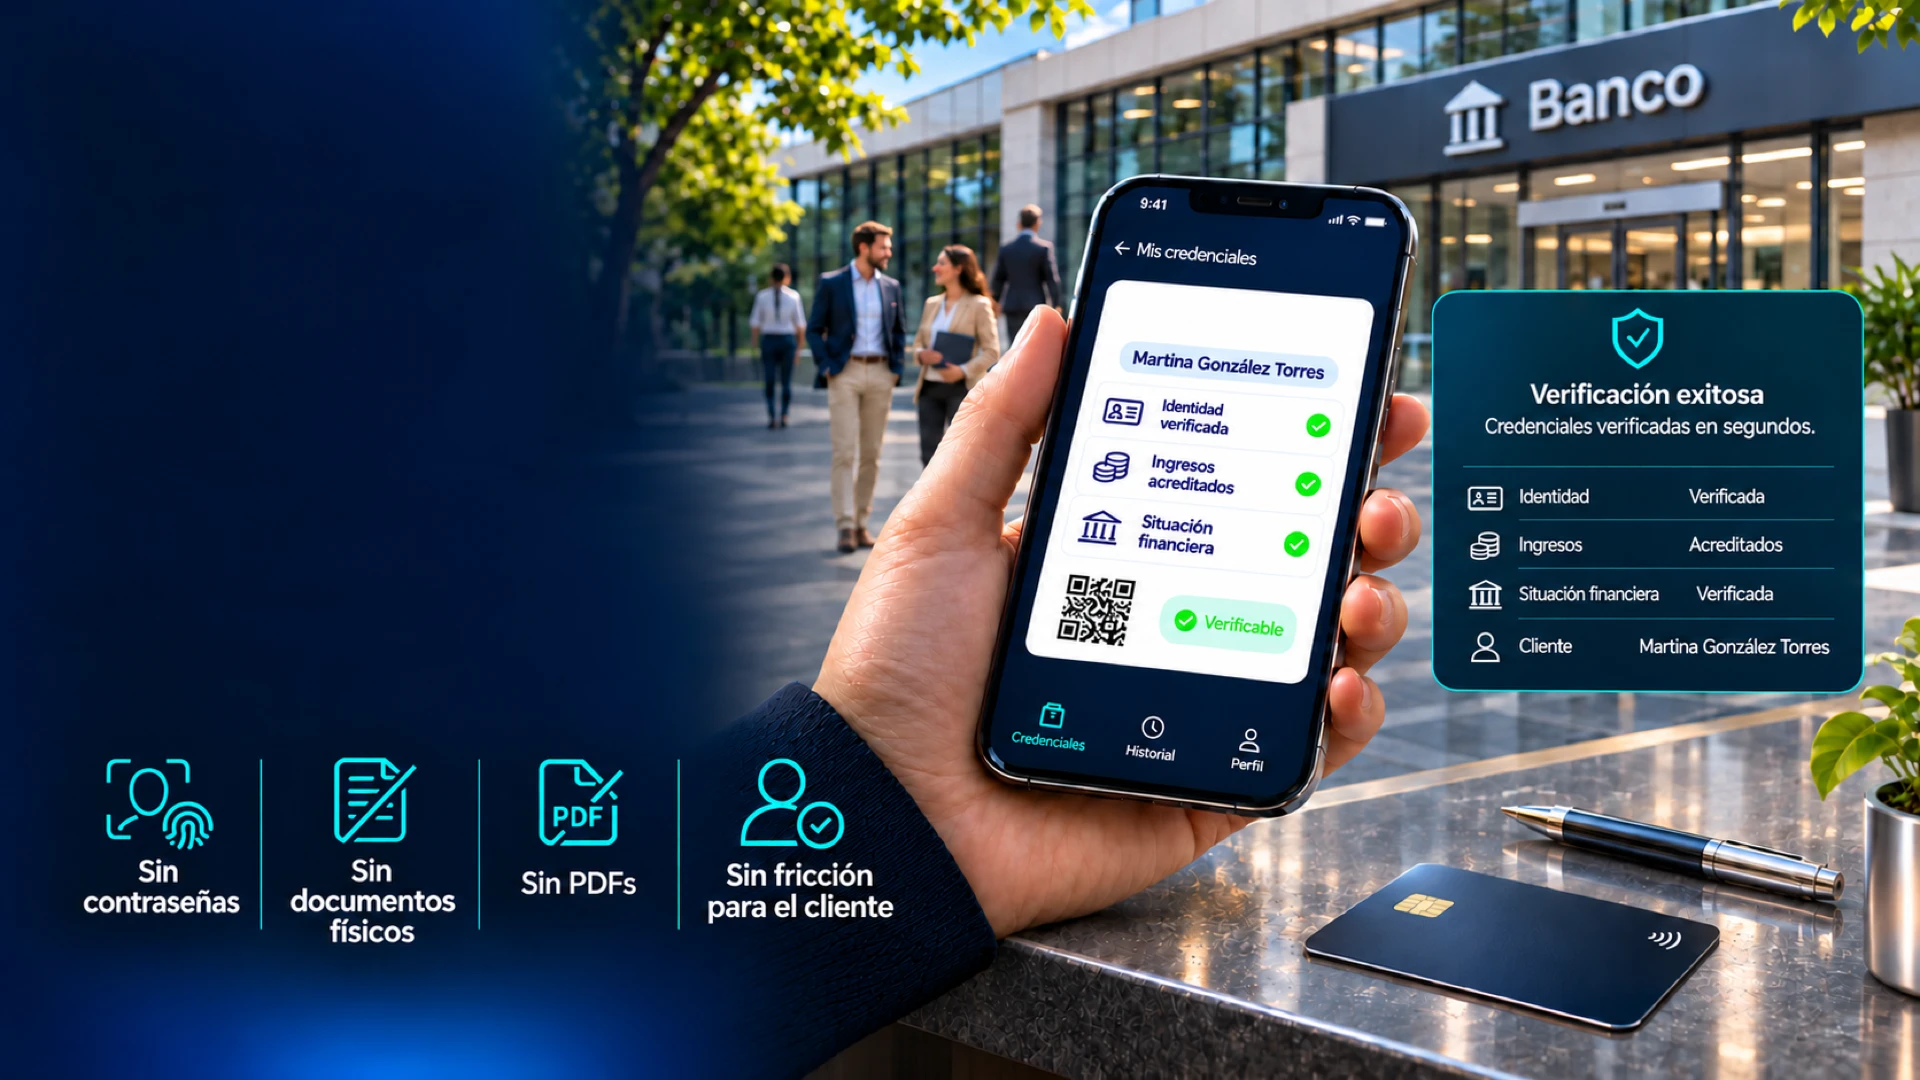 Banco
9:41
← Mis credenciales
Martina González Torres
Identidad
verificada
Ingresos
acreditados
Situación
financiera
Verificable
Credenciales
Historial
Perfil
Verificación exitosa
Credenciales verificadas en segundos.
Identidad Verificada
Ingresos Acreditados
Situación financiera Verificada
Cliente Martina González Torres
Sin
contraseñas
Sin
documentos
físicos
PDF
Sin PDFs
Sin fricción
para el cliente